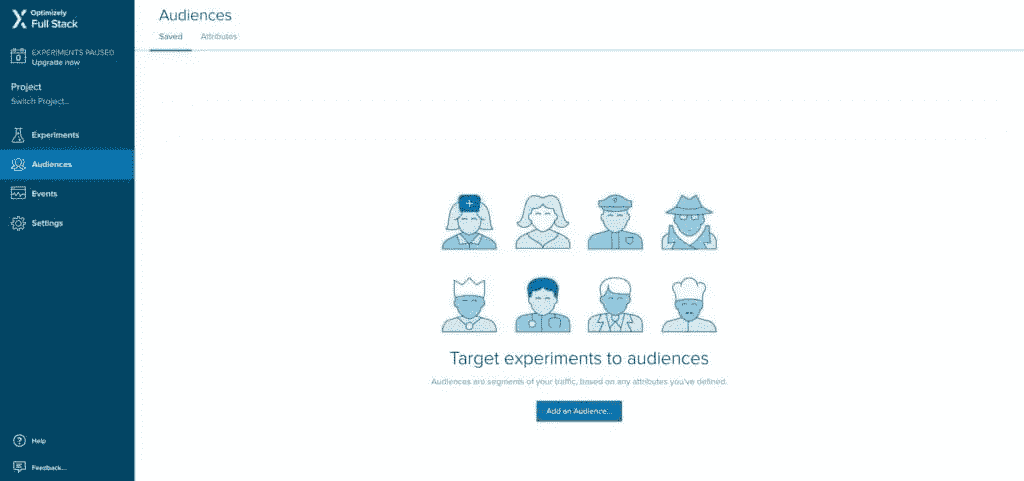 Optimizely
Full Stack
0
EXPERIMENTS PAUSED
Upgrade now
Project
Switch Project...
Experiments
Audiences
Events
Settings
Help
Feedback...
Audiences
Saved
Attributes
Target experiments to audiences
Audiences are segments of your traffic, based on any attributes you've defined.
Add an Audience...